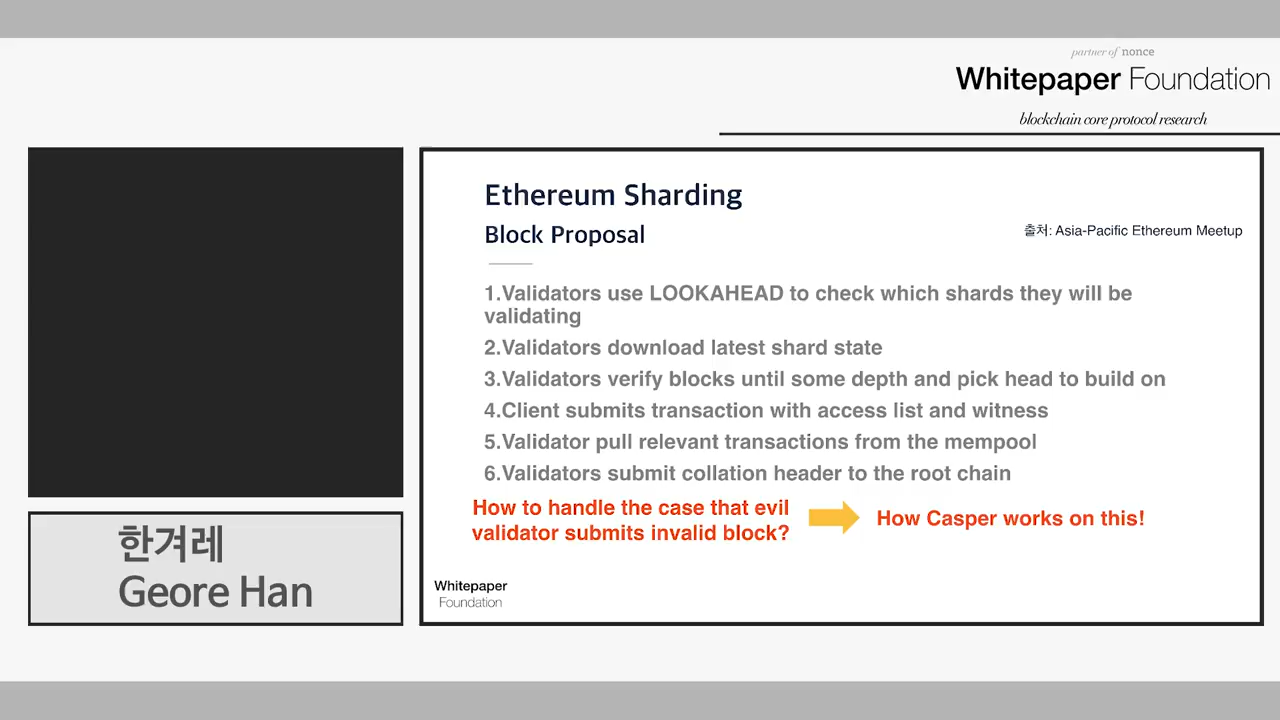 partner of nonce
Whitepaper Foundation
blockchain core protocol research
Ethereum Sharding
Block Proposal
출처: Asia-Pacific Ethereum Meetup
1.Validators use LOOKAHEAD to check which shards they will be
validating
2.Validators download latest shard state
3.Validators verify blocks until some depth and pick head to build on
4.Client submits transaction with access list and witness
5.Validator pull relevant transactions from the mempool
6.Validators submit collation header to the root chain
How to handle the case that evil
validator submits invalid block?
How Casper works on this!
Whitepaper
Foundation
한겨레
Geore Han